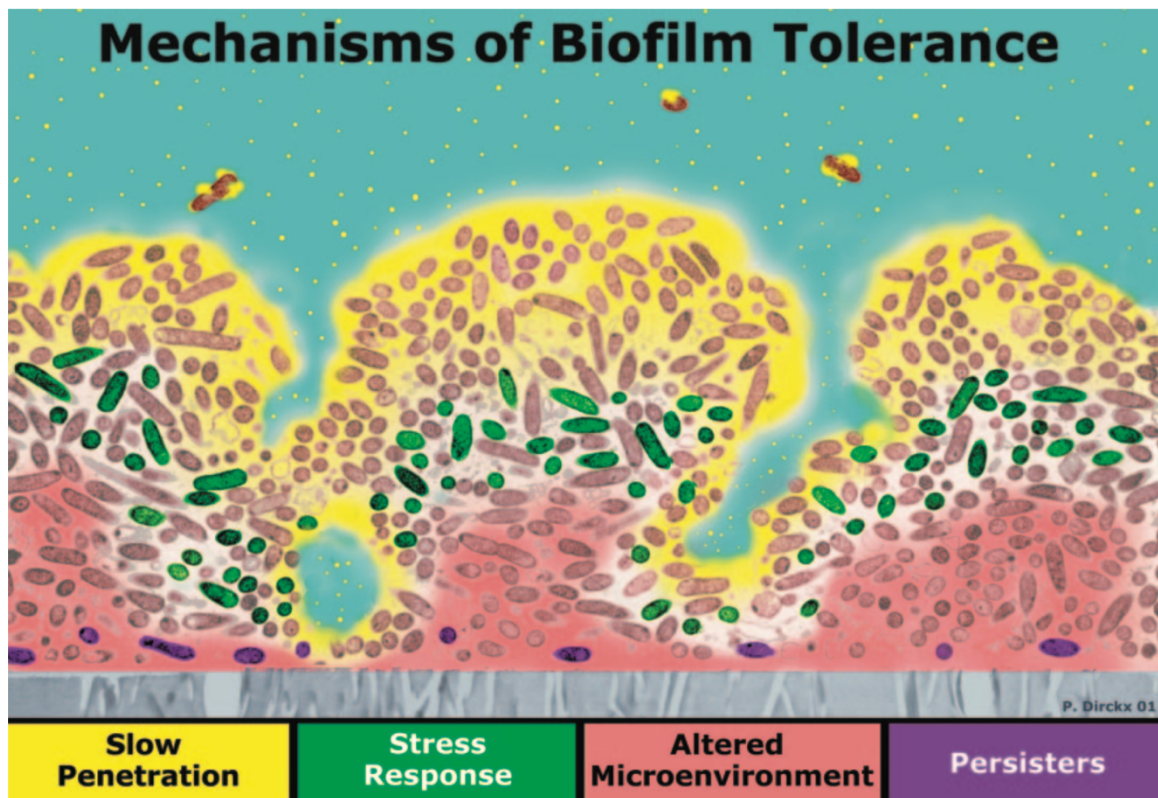 Mechanisms of Biofilm Tolerance
P. Dirckx 01
Slow
Penetration
Stress
Response
Altered
Microenvironment
Persisters